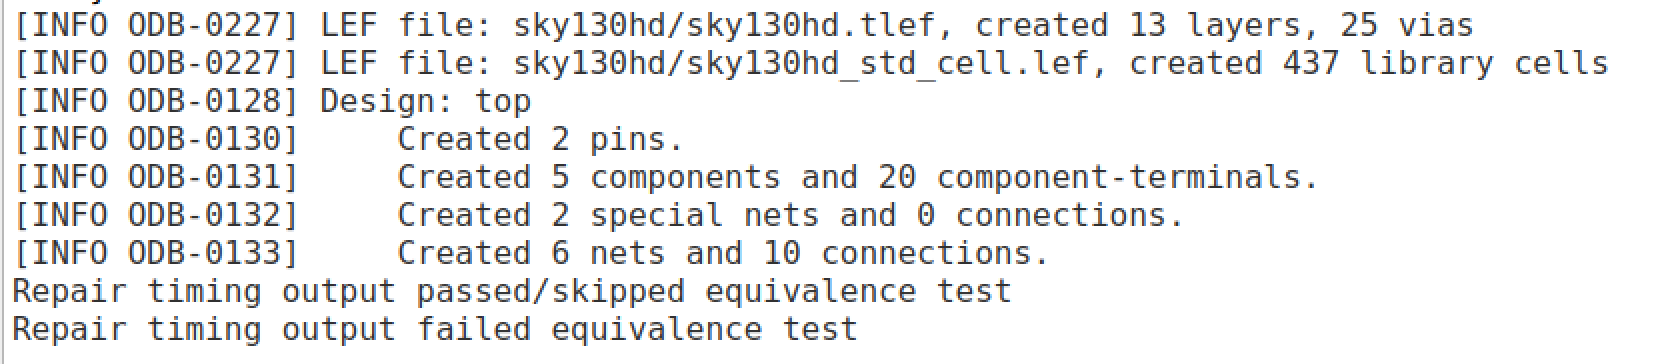 [INFO ODB-0227] LEF file: sky130hd/sky130hd.tlef, created 13 layers, 25 vias
[INFO ODB-0227] LEF file: sky130hd/sky130hd_std_cell.lef, created 437 library cells
[INFO ODB-0128] Design: top
[INFO ODB-0130]     Created 2 pins.
[INFO ODB-0131]     Created 5 components and 20 component-terminals.
[INFO ODB-0132]     Created 2 special nets and 0 connections.
[INFO ODB-0133]     Created 6 nets and 10 connections.
Repair timing output passed/skipped equivalence test
Repair timing output failed equivalence test